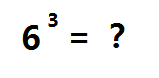 6³ = ?